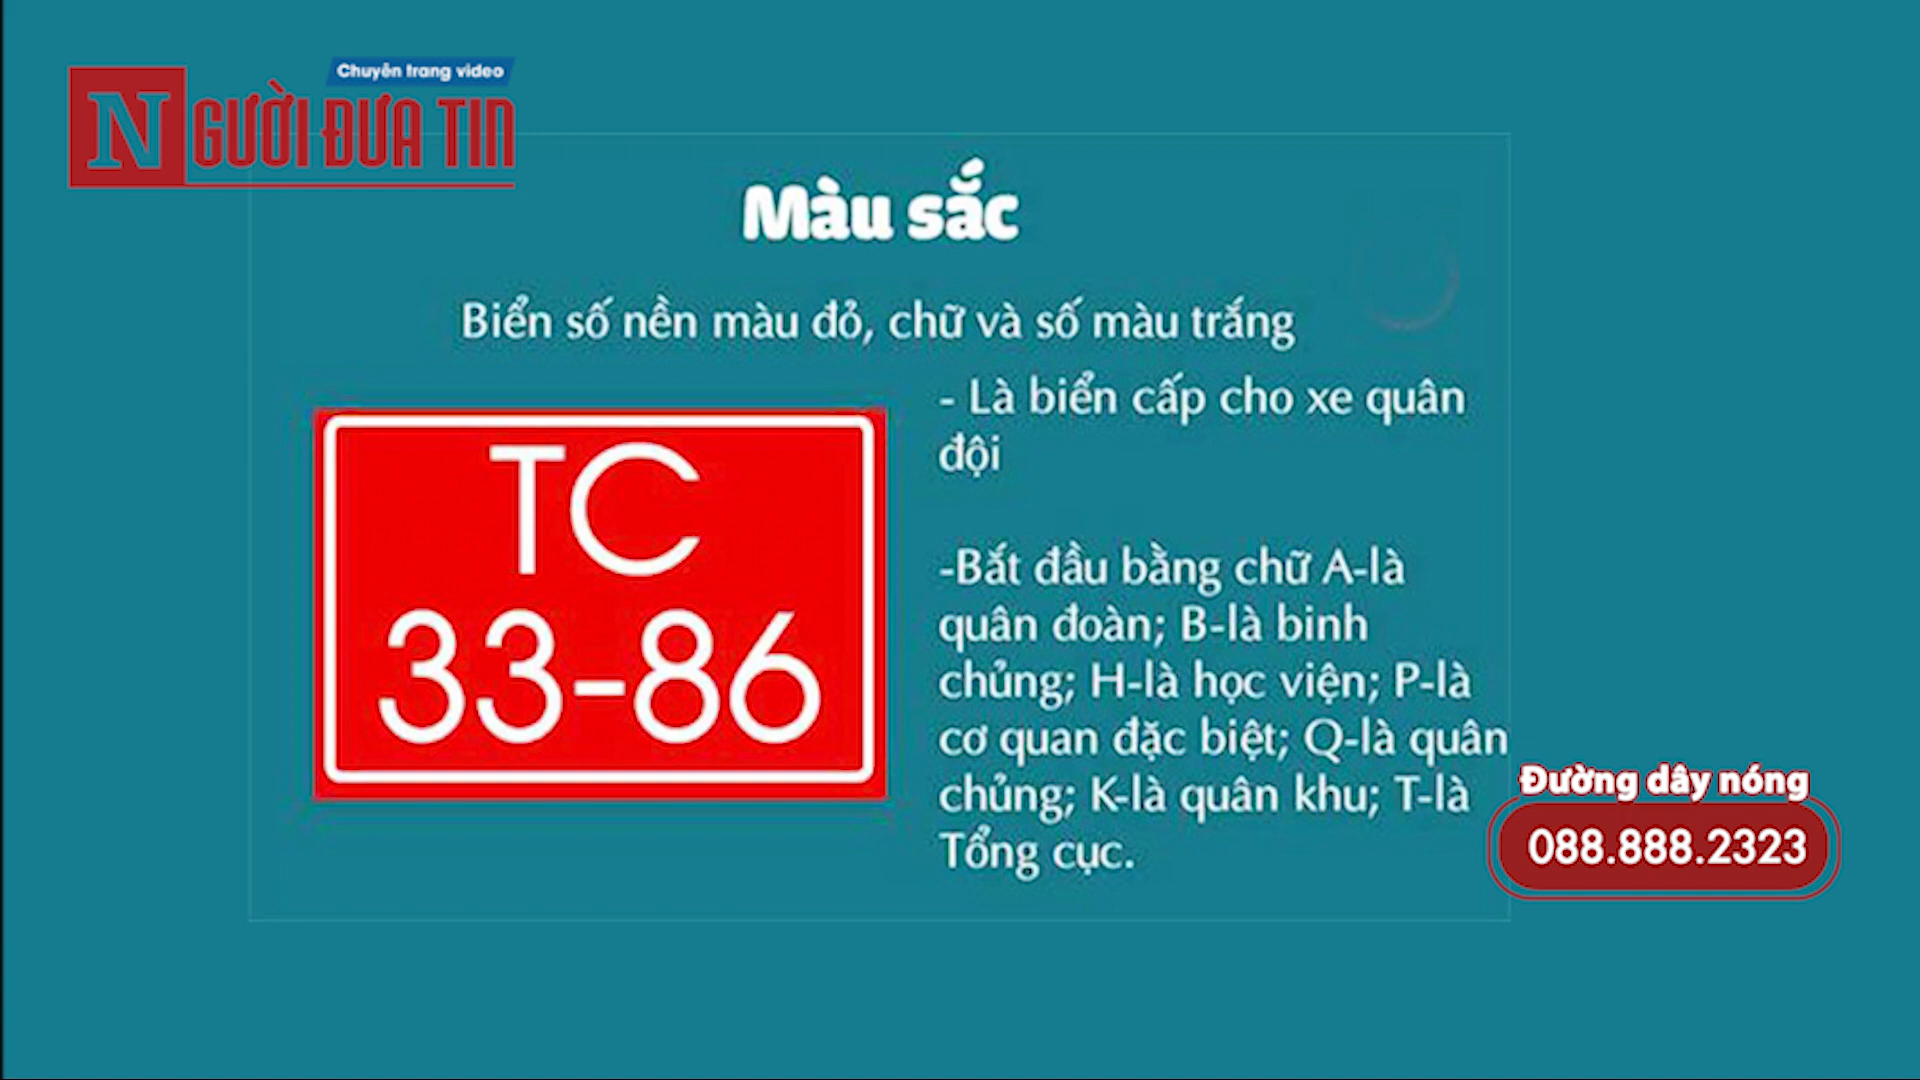 Chuyên trang video
NGƯỜI ĐƯA TIN
Màu sắc
Biển số nền màu đỏ, chữ và số màu trắng
TC
33-86
- Là biển cấp cho xe quân
đội
-Bắt đầu bằng chữ A-là
quân đoàn; B-là binh
chủng; H-là học viện; P-là
cơ quan đặc biệt; Q-là quân
chủng; K-là quân khu; T-là
Tổng cục.
Đường dây nóng
088.888.2323